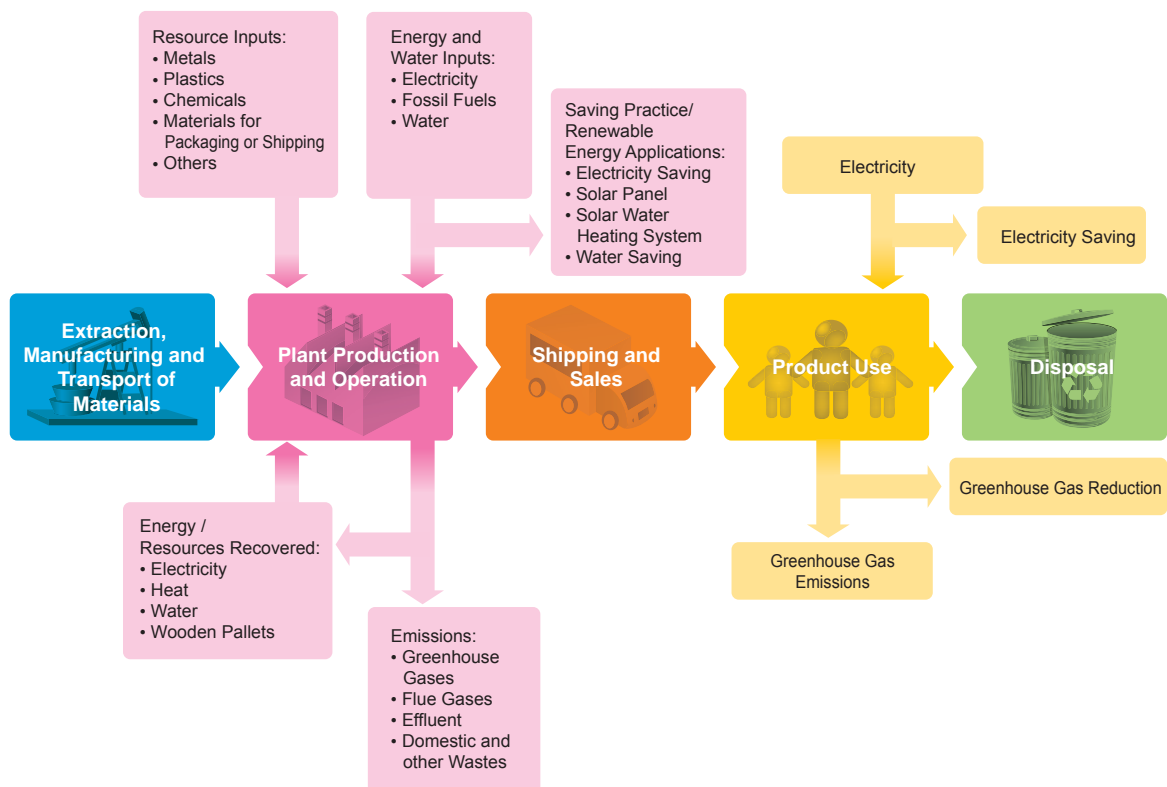 Resource Inputs:
• Metals
• Plastics
• Chemicals
• Materials for
Packaging or Shipping
• Others
Energy and
Water Inputs:
• Electricity
• Fossil Fuels
• Water
Saving Practice/
Renewable
Energy Applications:
• Electricity Saving
• Solar Panel
• Solar Water
Heating System
• Water Saving
Electricity
Electricity Saving
Extraction,
Manufacturing and
Transport of
Materials
Plant Production
and Operation
Shipping and
Sales
Product Use
Disposal
Energy /
Resources Recovered:
• Electricity
• Heat
• Water
• Wooden Pallets
Emissions:
• Greenhouse
Gases
• Flue Gases
• Effluent
• Domestic and
other Wastes
Greenhouse Gas
Emissions
Greenhouse Gas Reduction